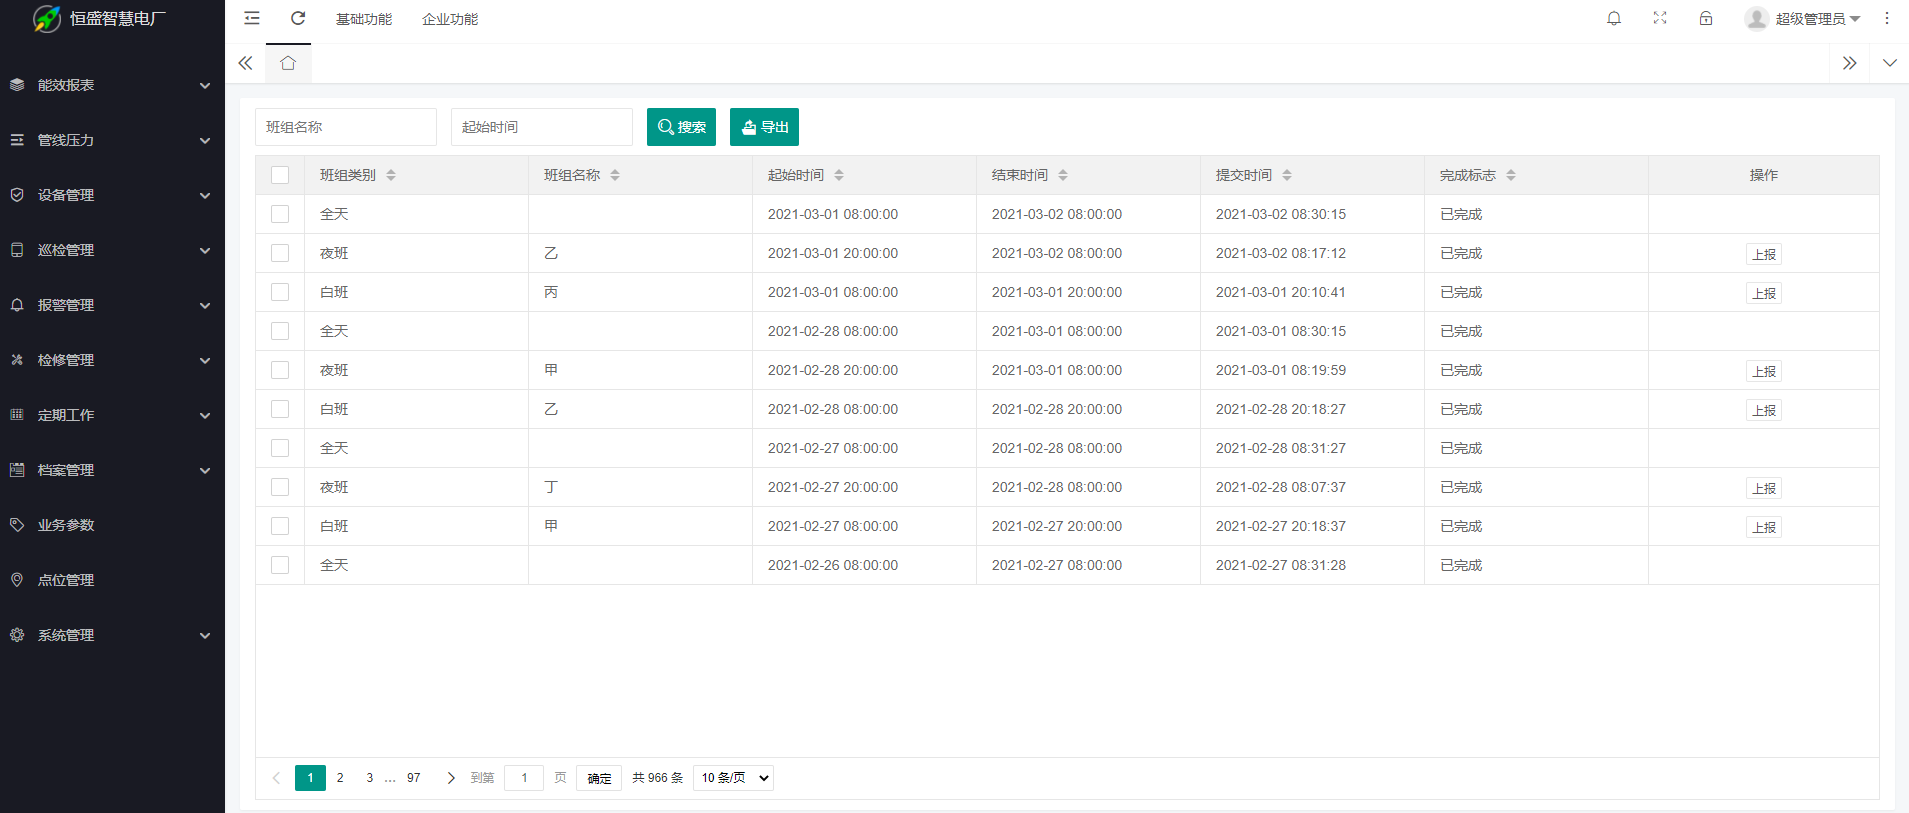 恒盛智慧电厂
基础功能 企业功能 超级管理员
能效报表
管线压力
设备管理
巡检管理
报警管理
检修管理
定期工作
档案管理
业务参数
点位管理
系统管理
班组名称 起始时间 搜索 导出
班组类别 班组名称 起始时间 结束时间 提交时间 完成标志 操作
全天 2021-03-01 08:00:00 2021-03-02 08:00:00 2021-03-02 08:30:15 已完成
夜班 乙 2021-03-01 20:00:00 2021-03-02 08:00:00 2021-03-02 08:17:12 已完成 上报
白班 丙 2021-03-01 08:00:00 2021-03-01 20:00:00 2021-03-01 20:10:41 已完成 上报
全天 2021-02-28 08:00:00 2021-03-01 08:00:00 2021-03-01 08:30:15 已完成
夜班 甲 2021-02-28 20:00:00 2021-03-01 08:00:00 2021-03-01 08:19:59 已完成 上报
白班 乙 2021-02-28 08:00:00 2021-02-28 20:00:00 2021-02-28 20:18:27 已完成 上报
全天 2021-02-27 08:00:00 2021-02-28 08:00:00 2021-02-28 08:31:27 已完成
夜班 丁 2021-02-27 20:00:00 2021-02-28 08:00:00 2021-02-28 08:07:37 已完成 上报
白班 甲 2021-02-27 08:00:00 2021-02-27 20:00:00 2021-02-27 20:18:37 已完成 上报
全天 2021-02-26 08:00:00 2021-02-27 08:00:00 2021-02-27 08:31:28 已完成
1 2 3 … 97 到第 1 页 确定 共 966 条 10 条/页